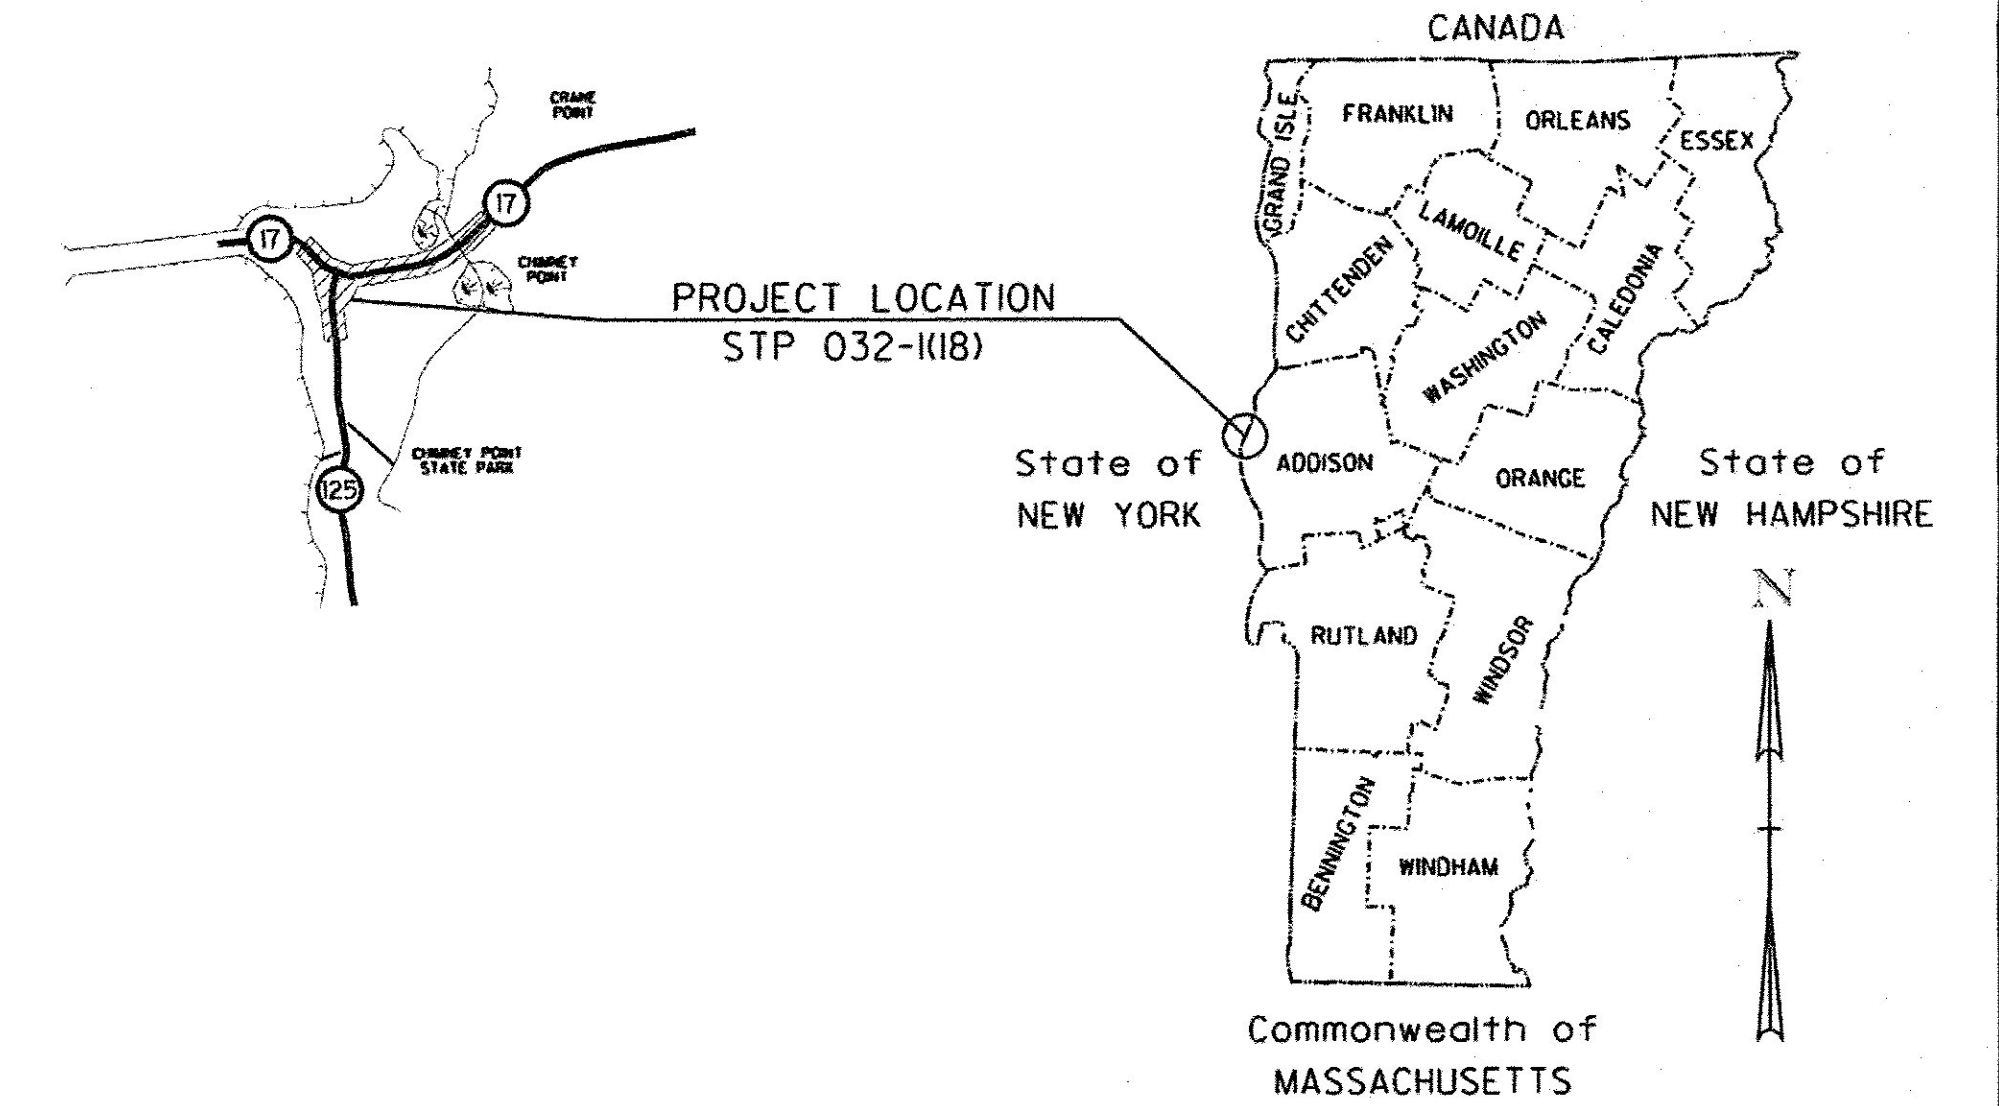 CANADA
CRANE
POINT
GRAND ISLE
FRANKLIN
ORLEANS
ESSEX
17
17
LAMOILLE
CHIMNEY
POINT
CHITTENDEN
CALEDONIA
PROJECT LOCATION
STP 032-1(18)
WASHINGTON
CHIMNEY POINT
STATE PARK
125
State of
NEW YORK
ADDISON
ORANGE
State of
NEW HAMPSHIRE
N
RUTLAND
WINDSOR
BENNINGTON
WINDHAM
Commonwealth of
MASSACHUSETTS